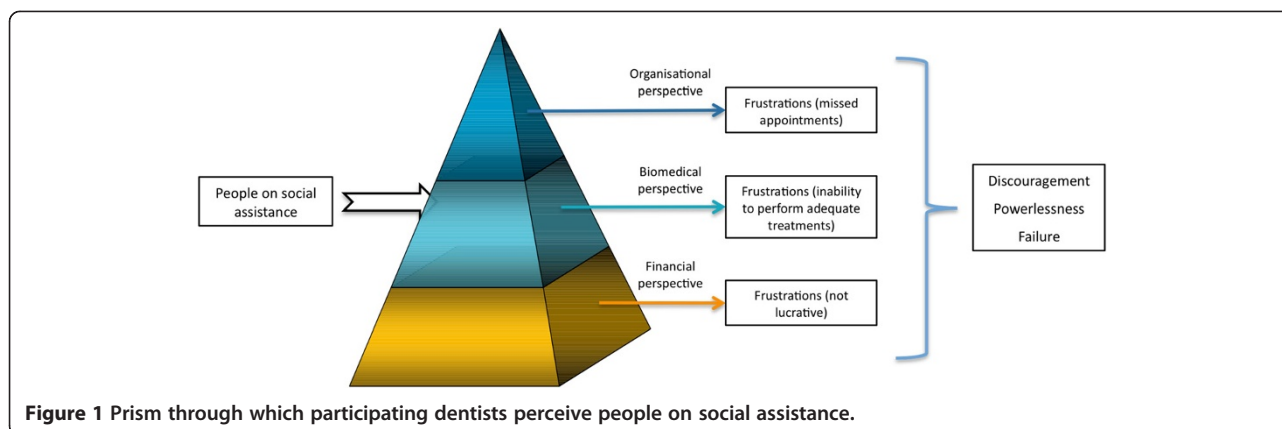 People on social
assistance
Organisational
perspective
Frustrations (missed
appointments)
Biomedical
perspective
Frustrations (inability
to perform adequate
treatments)
Financial
perspective
Frustrations (not
lucrative)
Discouragement
Powerlessness
Failure
Figure 1 Prism through which participating dentists perceive people on social assistance.